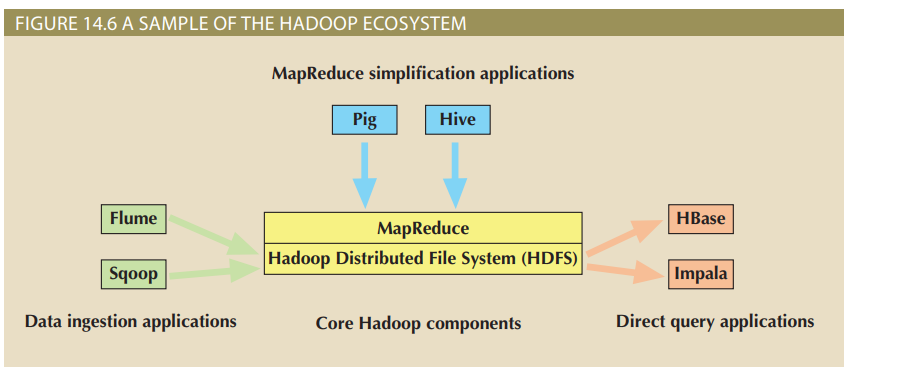 FIGURE 14.6 A SAMPLE OF THE HADOOP ECOSYSTEM
MapReduce simplification applications
Pig
Hive
Flume
Sqoop
MapReduce
Hadoop Distributed File System (HDFS)
HBase
Impala
Data ingestion applications
Core Hadoop components
Direct query applications